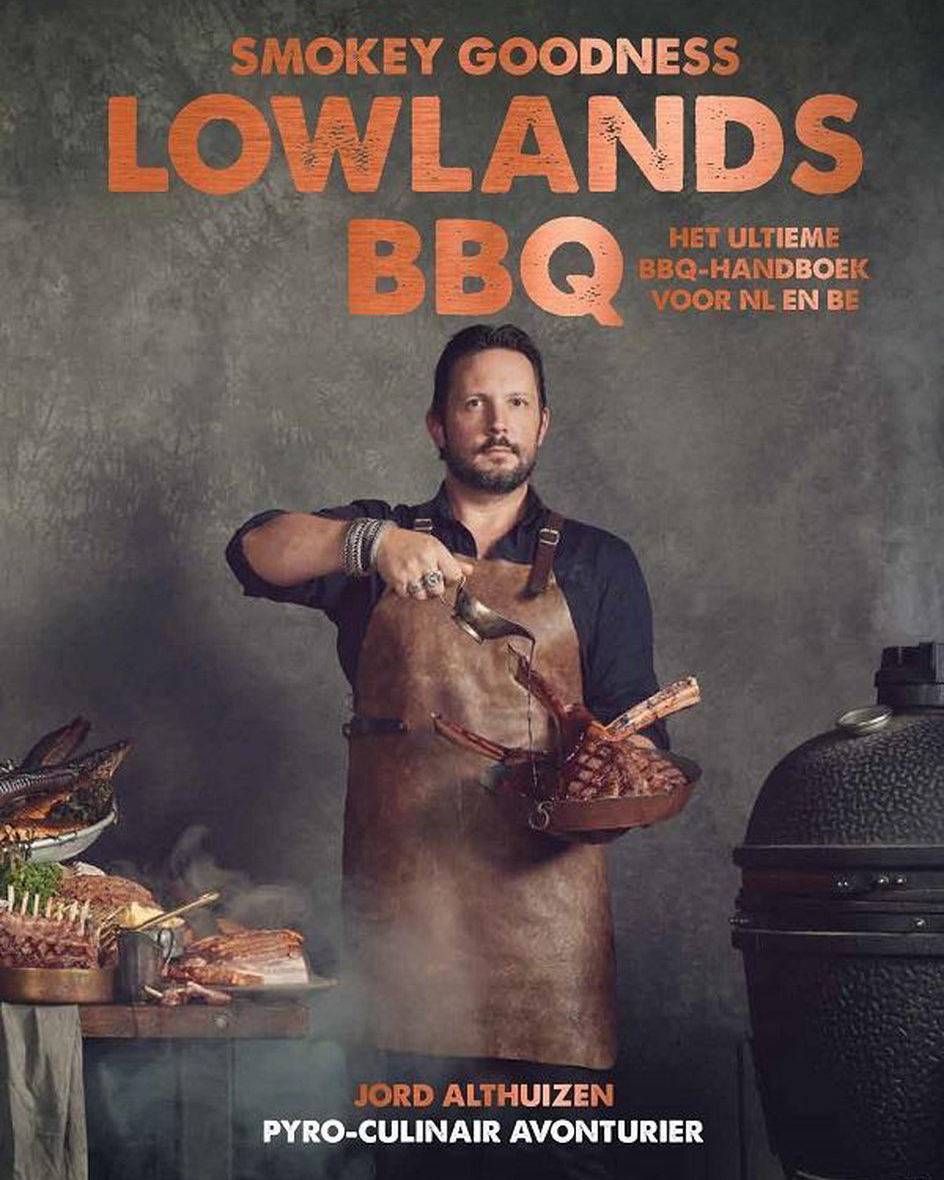 SMOKEY GOODNESS
LOWLANDS
BBQ
HET ULTIEME
BBQ-HANDBOEK
VOOR NL EN BE
JORD ALTHUIZEN
PYRO-CULINAIR AVONTURIER